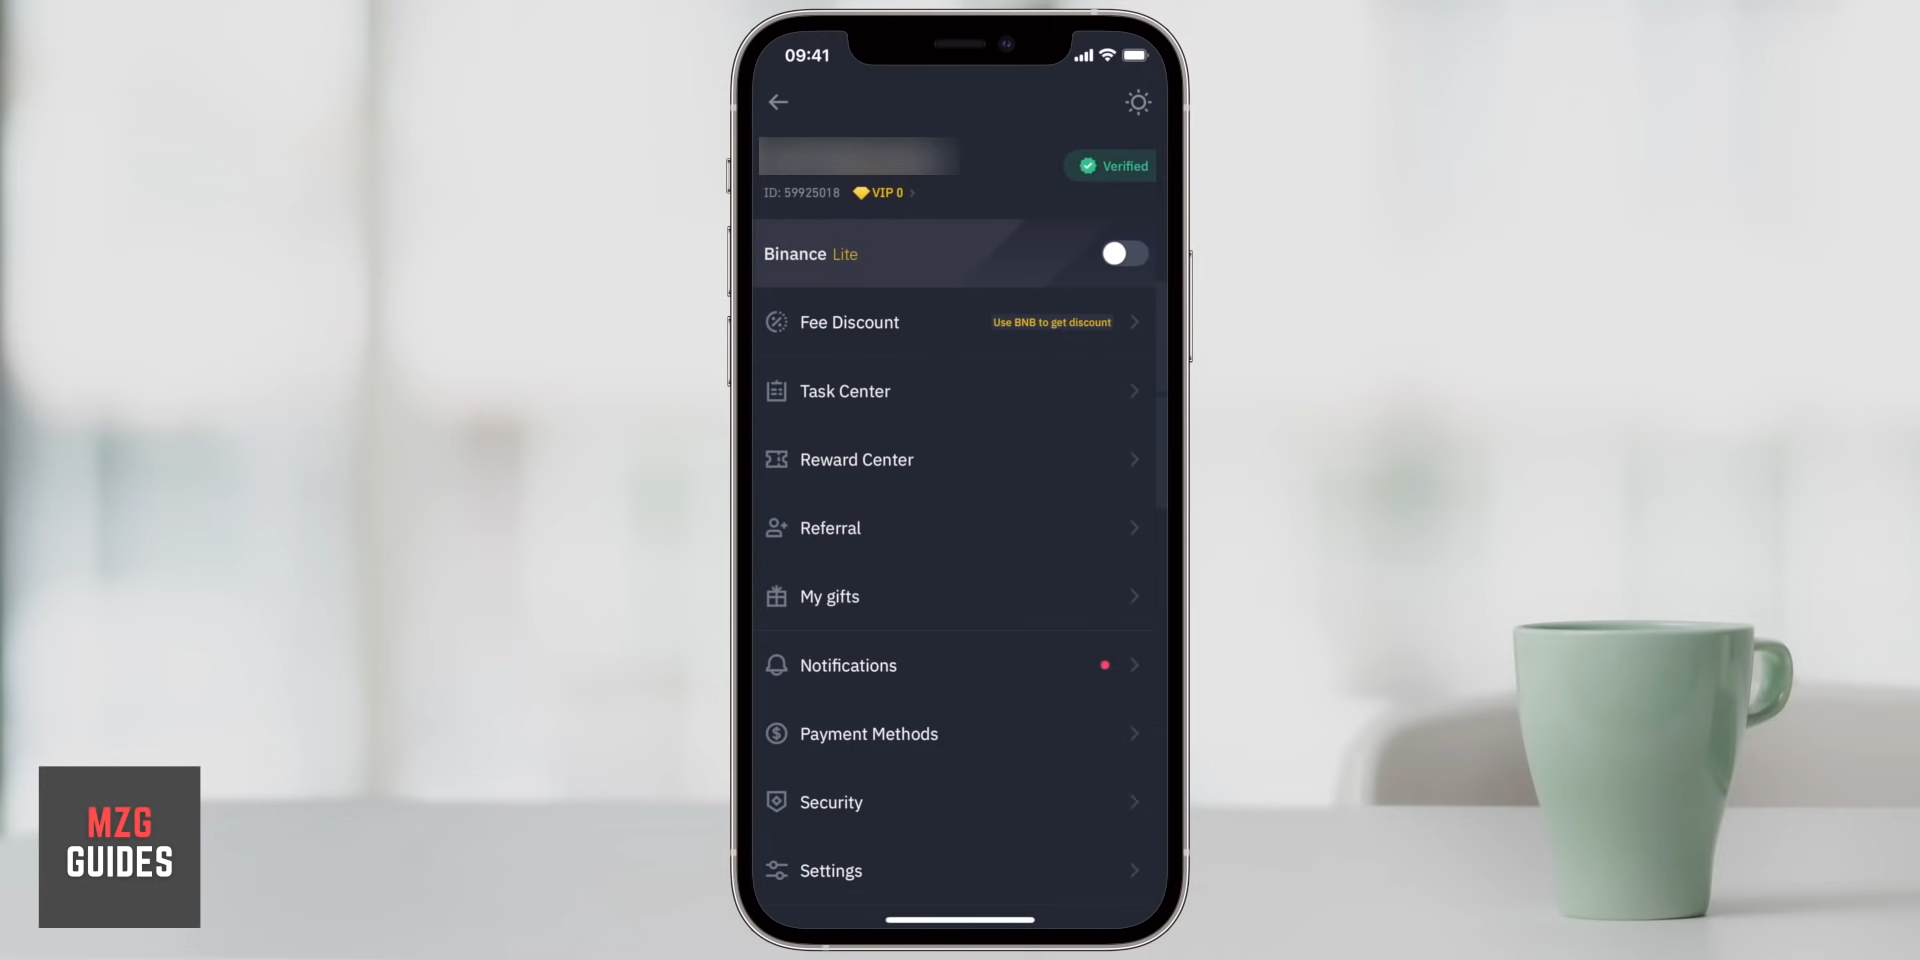 09:41
Verified
ID: 59925018 VIP 0
Binance Lite
Fee Discount Use BNB to get discount
Task Center
Reward Center
Referral
My gifts
Notifications
Payment Methods
Security
Settings
MZG
GUIDES